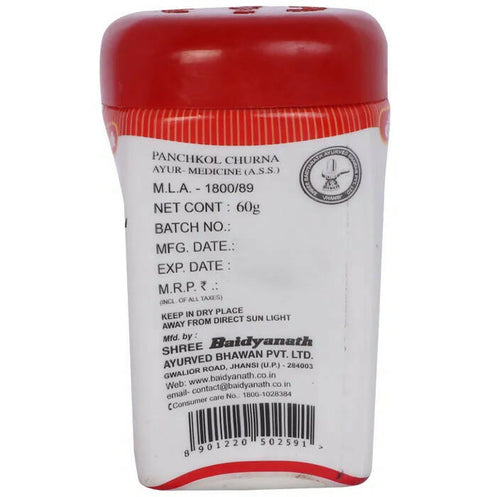 PANCHKOL CHURNA
AYUR- MEDICINE (A.S.S.)
M.L.A. - 1800/89
NET CONT : 60g
BATCH NO.:
MFG. DATE.:
EXP. DATE :
M.R.P. ₹ .:
(INCL. OF ALL TAXES)
KEEP IN DRY PLACE
AWAY FROM DIRECT SUN LIGHT
Mfd. by :
SHREE Baidyanath
AYURVED BHAWAN PVT. LTD.
GWALIOR ROAD, JHANSI (U.P.) - 284003
Web: www.baidyanath.co.in
email- contact@baidyanath.co.in
Consumer care No.: 1800-1028384
8 901220 502591 >